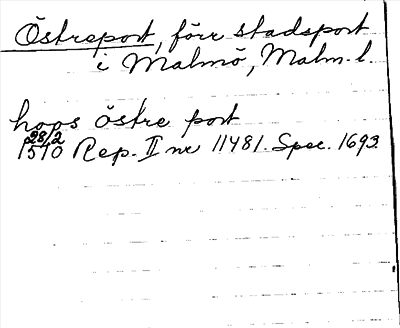 Östreport, förr stadsport
i Malmö, Malm. l.
hoos östre port
28/2
1510 Rep. II nr 11481. Spec. 1693.